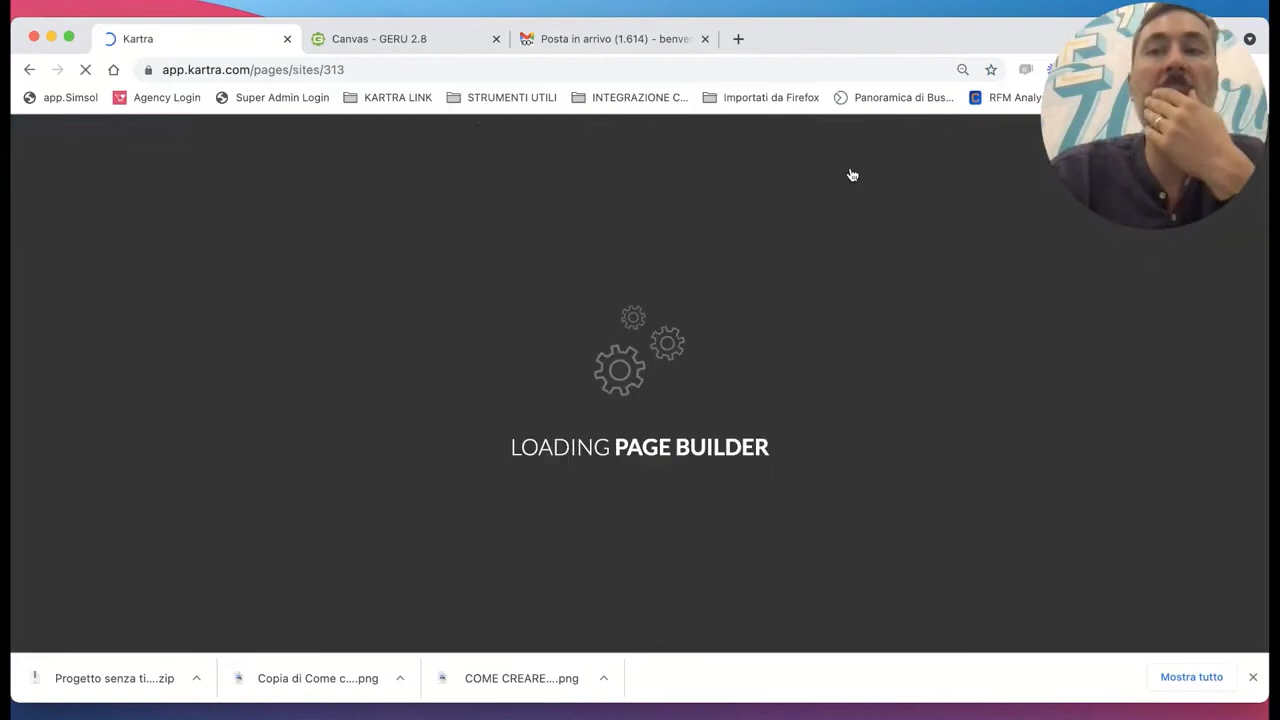 Kartra
Canvas - GERU 2.8
Posta in arrivo (1.614) - benve
app.kartra.com/pages/sites/313
app.Simsol
Agency Login
Super Admin Login
KARTRA LINK
STRUMENTI UTILI
INTEGRAZIONE C...
Importati da Firefox
Panoramica di Bus...
RFM Analy
LOADING PAGE BUILDER
Progetto senza ti....zip
Copia di Come c....png
COME CREARE....png
Mostra tutto